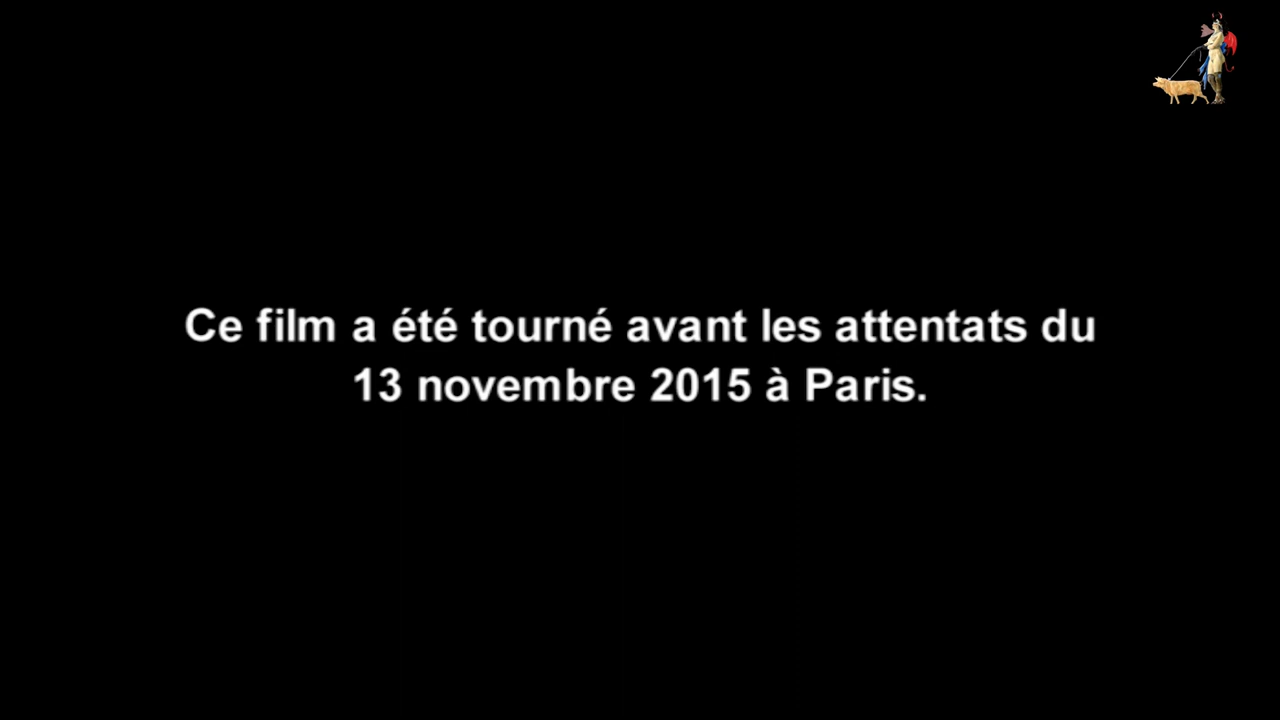 Ce film a été tourné avant les attentats du
13 novembre 2015 à Paris.